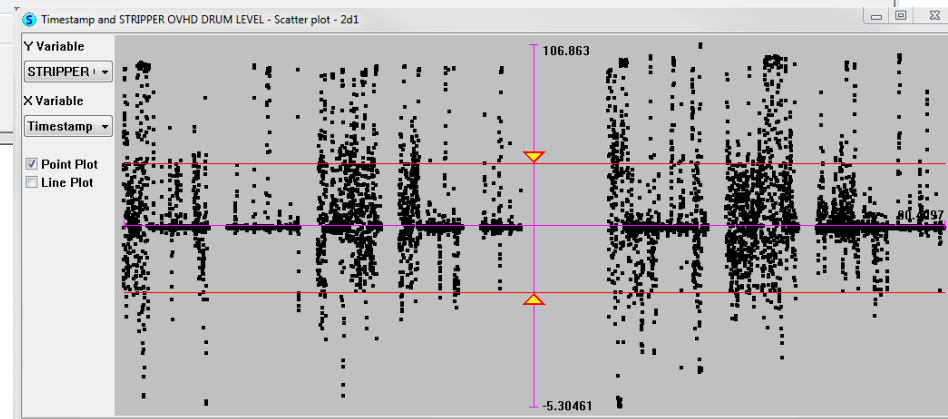 Timestamp and STRIPPER OVHD DRUM LEVEL - Scatter plot - 2d1
Y Variable
STRIPPER
X Variable
Timestamp
Point Plot
Line Plot
106.863
-5.30461